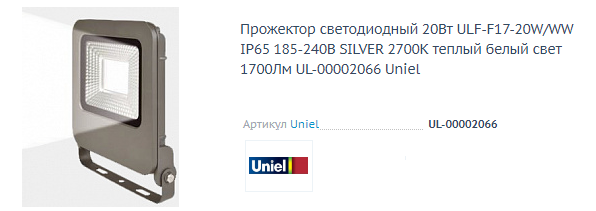 Прожектор светодиодный 20Вт ULF-F17-20W/WW
IP65 185-240В SILVER 2700К теплый белый свет
1700Лм UL-00002066 Uniel
Артикул Uniel UL-00002066
Uniel